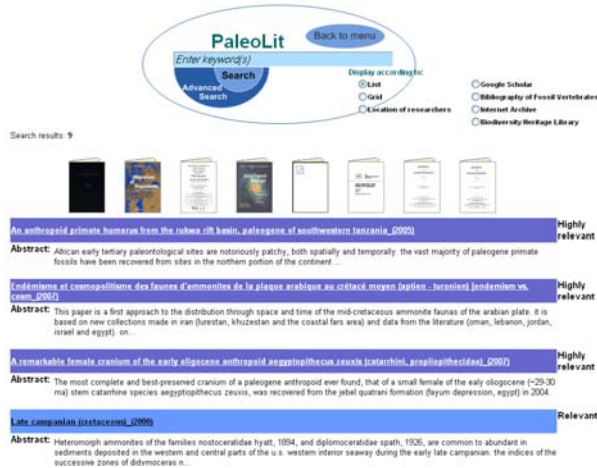 PaleoLit
Back to menu
Enter keyword(s)
Search
Advanced
Search
Display according to:
List
Grid
Location of researchers
Google Scholar
Bibliography of Fossil Vertebrates
Internet Archive
Biodiversity Heritage Library
Search results: 9
An anthropoid primate humerus from the rukwa rift basin, paleogene of southwestern tanzania_(2005)
Highly
relevant
Abstract: African early tertiary paleontological sites are notoriously patchy, both spatially and temporally. the vast majority of paleogene primate
fossils have been recovered from sites in the northern portion of the continent ...
Endémisme et cosmopolitisme des faunes d'ammonites de la plaque arabique au crétacé moyen (aptien - turonien) [endemism vs.
cosm_(2007)
Highly
relevant
Abstract: This paper is a first approach to the distribution through space and time of the mid-cretaceous ammonite faunas of the arabian plate. it is
based on new collections made in iran (lurestan, khuzestan and the coastal fars area) and data from the literature (oman, lebanon, jordan,
israel and egypt). on...
A remarkable female cranium of the early oligocene anthropoid aegyptopithecus zeuxis (catarrhini, propliopithecidae)_(2007)
Highly
relevant
Abstract: The most complete and best-preserved cranium of a paleogene anthropoid ever found, that of a small female of the ealy oliogocene (~29-30
ma) stem catarrhine species aegyptopithecus zeuxis, was recovered from the jebel quatrani formation (fayum depression, egypt) in 2004.
Late campanian (cretaceous)_(2000)
Relevant
Abstract: Heteromorph ammonites of the families nostoceratidae hyatt, 1894, and diplomoceratidae spath, 1926, are common to abundant in
sediments deposited in the western and central parts of the u.s. western interior seaway during the early late campanian. the indices of the
successive zones of didymoceras n...